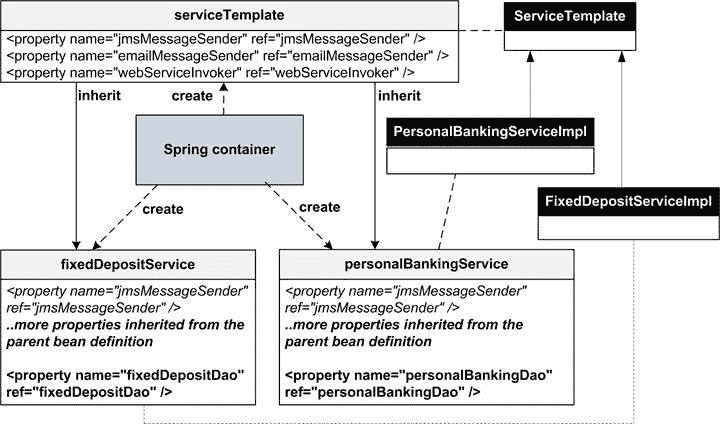 serviceTemplate
<property name="jmsMessageSender" ref="jmsMessageSender" />
<property name="emailMessageSender" ref="emailMessageSender" />
<property name="webServiceInvoker" ref="webServiceInvoker" />
ServiceTemplate
inherit
create
inherit
Spring container
PersonalBankingServiceImpl
FixedDepositServiceImpl
create
create
fixedDepositService
<property name="jmsMessageSender"
ref="jmsMessageSender" />
..more properties inherited from the
parent bean definition
<property name="fixedDepositDao"
ref="fixedDepositDao" />
personalBankingService
<property name="jmsMessageSender"
ref="jmsMessageSender" />
..more properties inherited from the
parent bean definition
<property name="personalBankingDao"
ref="personalBankingDao" />